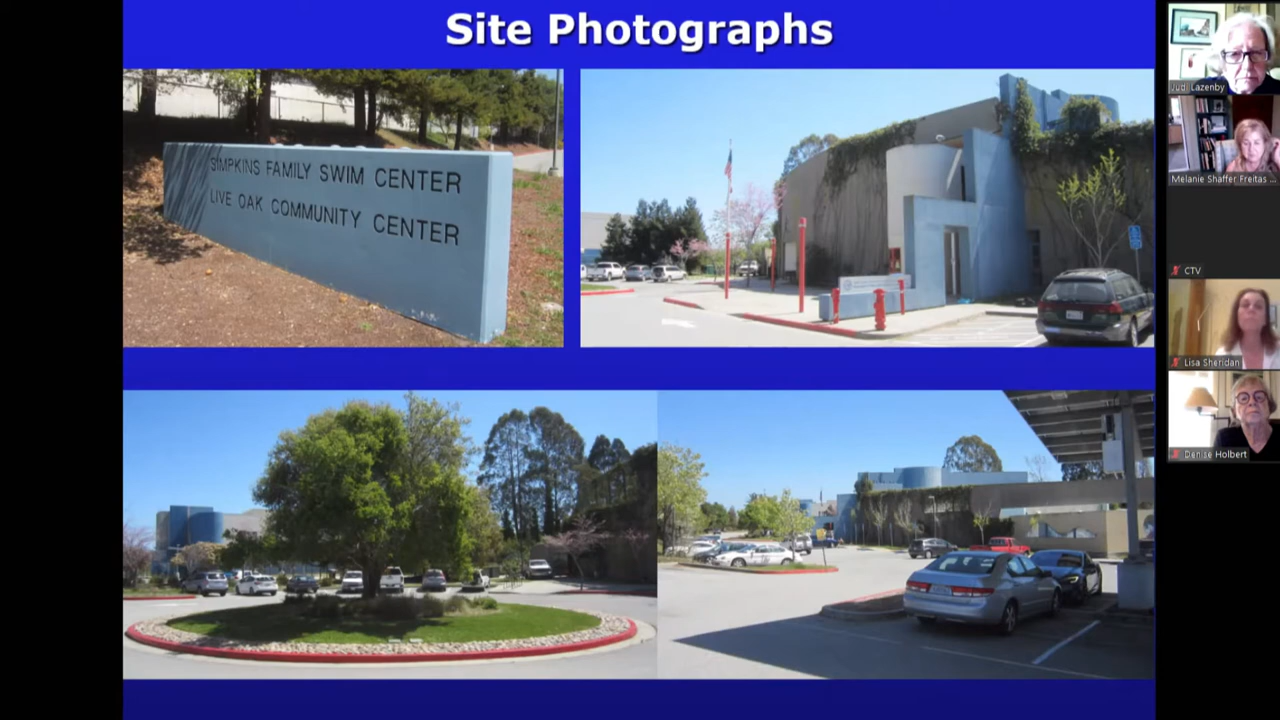 Site Photographs
SIMPKINS FAMILY SWIM CENTER
LIVE OAK COMMUNITY CENTER
Judi Lazenby
Melanie Shaffer Freitas ...
CTV
Lisa Sheridan
Denise Holbert